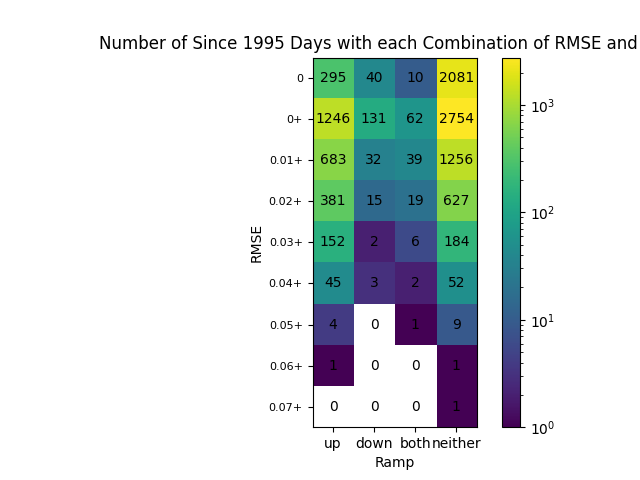 Number of Since 1995 Days with each Combination of RMSE and
0 295 40 10 2081
0+ 1246 131 62 2754
0.01+ 683 32 39 1256
0.02+ 381 15 19 627
0.03+ 152 2 6 184
0.04+ 45 3 2 52
0.05+ 4 0 1 9
0.06+ 1 0 0 1
0.07+ 0 0 0 1
up down both neither
Ramp
RMSE
10³
10²
10¹
10⁰